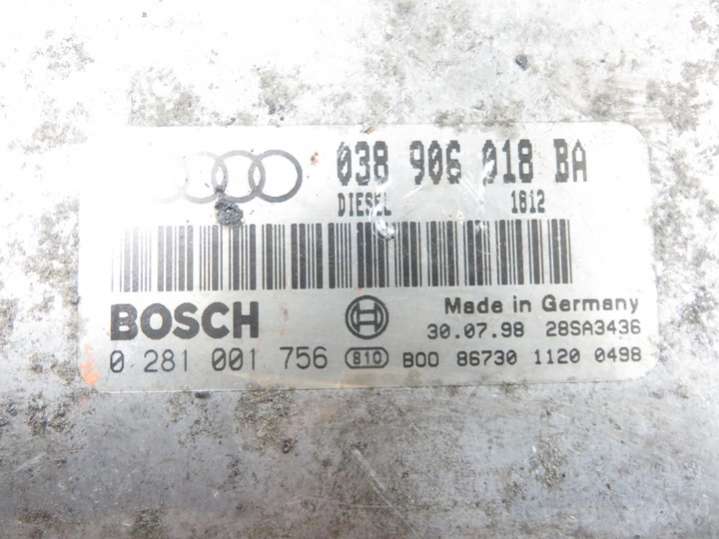 038 906 018 BA
DIESEL 1612
BOSCH Made in Germany
30.07.98 28SA3436
0 281 001 756 810 B00 86730 1120 0498